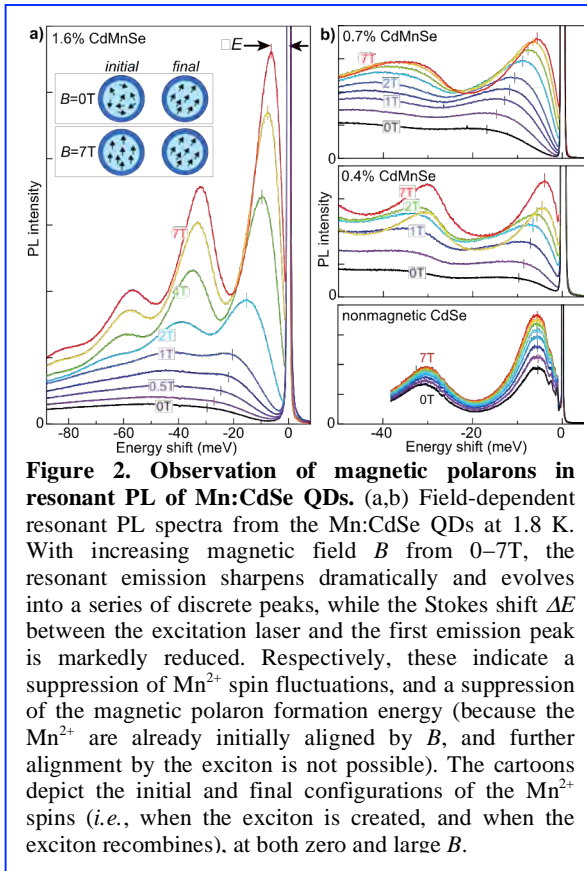 a) 1.6% CdMnSe
□E
initial final
B=0T
B=7T
7T
4T
2T
1T
0.5T
0T
PL intensity
0
-80 -60 -40 -20 0
Energy shift (meV)
b) 0.7% CdMnSe
7T
2T
1T
0T
0
0.4% CdMnSe
7T
2T
1T
0T
PL intensity
0
nonmagnetic CdSe
7T
0T
0
-40 -20 0
Energy shift (meV)
Figure 2. Observation of magnetic polarons in
resonant PL of Mn:CdSe QDs. (a,b) Field-dependent
resonant PL spectra from the Mn:CdSe QDs at 1.8 K.
With increasing magnetic field B from 0–7T, the
resonant emission sharpens dramatically and evolves
into a series of discrete peaks, while the Stokes shift ΔE
between the excitation laser and the first emission peak
is markedly reduced. Respectively, these indicate a
suppression of Mn²⁺ spin fluctuations, and a suppression
of the magnetic polaron formation energy (because the
Mn²⁺ are already initially aligned by B, and further
alignment by the exciton is not possible). The cartoons
depict the initial and final configurations of the Mn²⁺
spins (i.e., when the exciton is created, and when the
exciton recombines), at both zero and large B.